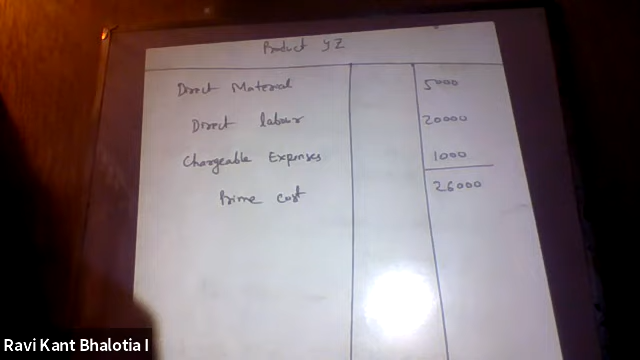 Product YZ
Direct Material 5000
Direct labour 20000
Chargeable Expenses 1000
Prime cost 26000
Ravi Kant Bhalotia I